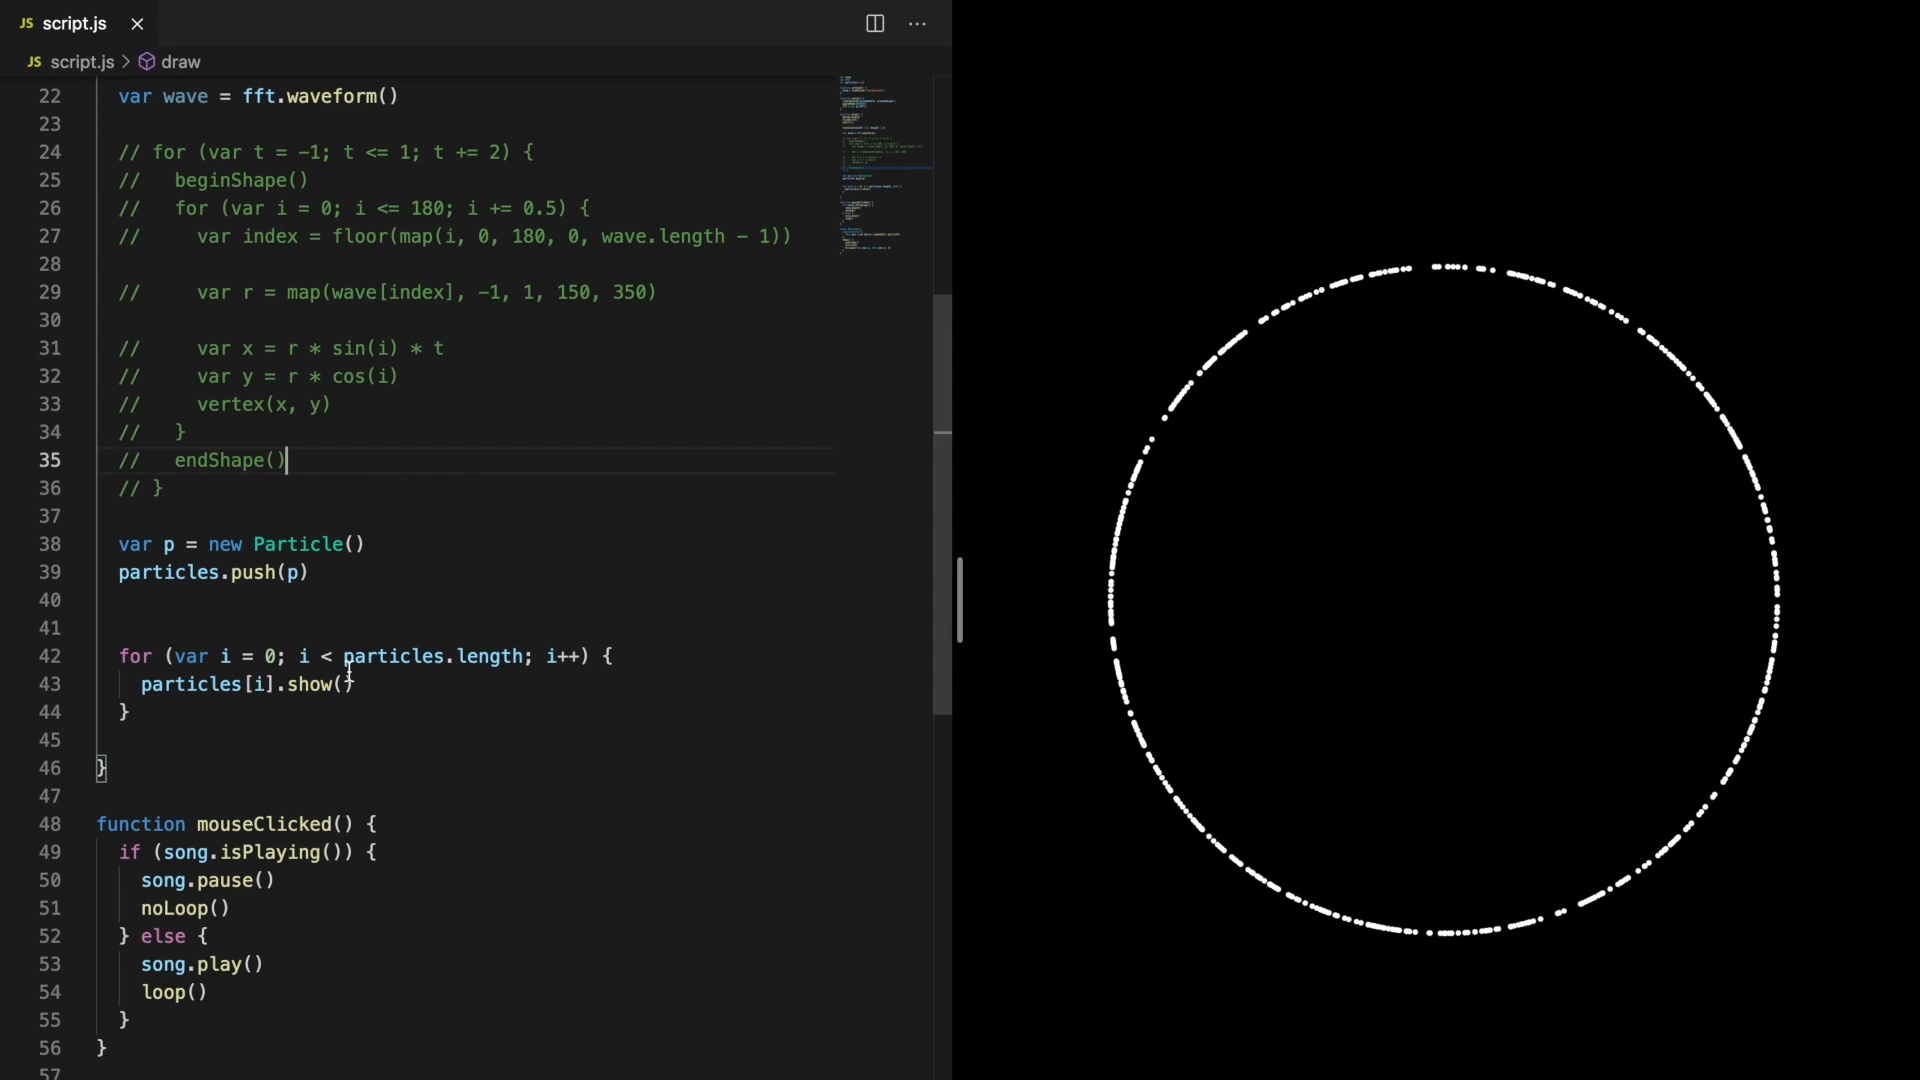 JS script.js
JS script.js > draw
22 var wave = fft.waveform()
23
24 // for (var t = -1; t <= 1; t += 2) {
25 //   beginShape()
26 //   for (var i = 0; i <= 180; i += 0.5) {
27 //     var index = floor(map(i, 0, 180, 0, wave.length - 1))
28
29 //     var r = map(wave[index], -1, 1, 150, 350)
30
31 //     var x = r * sin(i) * t
32 //     var y = r * cos(i)
33 //     vertex(x, y)
34 //   }
35 //   endShape()
36 // }
37
38 var p = new Particle()
39 particles.push(p)
40
41
42 for (var i = 0; i < particles.length; i++) {
43   particles[i].show()
44 }
45
46 }
47
48 function mouseClicked() {
49   if (song.isPlaying()) {
50     song.pause()
51     noLoop()
52   } else {
53     song.play()
54     loop()
55   }
56 }
57